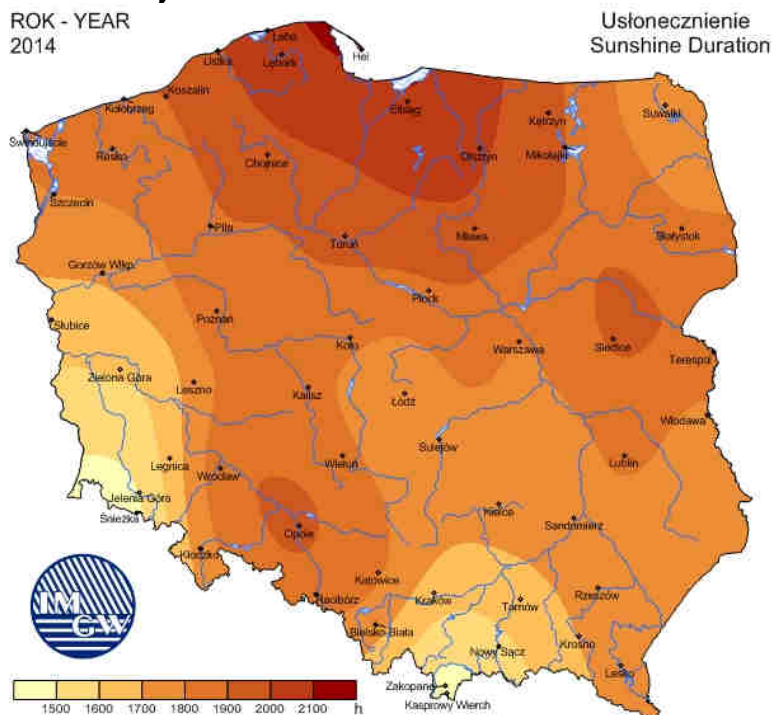 ROK - YEAR
2014
Usłonecznienie
Sunshine Duration
Łeba
Hel
Ustka
Lębork
Koszalin
Kołobrzeg
Elbląg
Kętrzyn
Suwałki
Świnoujście
Resko
Chojnice
Olsztyn
Mikołajki
Szczecin
Piła
Toruń
Mława
Białystok
Gorzów Wlkp.
Płock
Słubice
Poznań
Koło
Warszawa
Siedlce
Terespol
Zielona Góra
Leszno
Kalisz
Łódź
Włodawa
Sulejów
Legnica
Wrocław
Wieluń
Lublin
Jelenia Góra
Śnieżka
Opole
Kielce
Sandomierz
Kłodzko
Katowice
Racibórz
Kraków
Tarnów
Rzeszów
Bielsko-Biała
Nowy Sącz
Krosno
Lesko
Zakopane
Kasprowy Wierch
IM
GW
1500 1600 1700 1800 1900 2000 2100 h